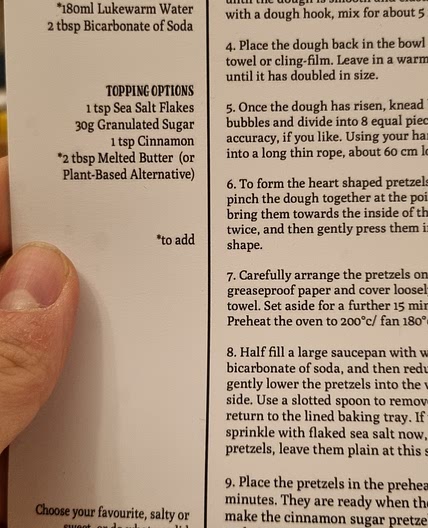 *180ml Lukewarm Water
2 tbsp Bicarbonate of Soda
TOPPING OPTIONS
1 tsp Sea Salt Flakes
30g Granulated Sugar
1 tsp Cinnamon
*2 tbsp Melted Butter (or
Plant-Based Alternative)
*to add
Choose your favourite, salty or
with a dough hook, mix for about 5
4. Place the dough back in the bowl
towel or cling-film. Leave in a warm
until it has doubled in size.
5. Once the dough has risen, knead
bubbles and divide into 8 equal piec
accuracy, if you like. Using your ha
into a long thin rope, about 60 cm lo
6. To form the heart shaped pretzels
pinch the dough together at the poi
bring them towards the inside of th
twice, and then gently press them i
shape.
7. Carefully arrange the pretzels on
greaseproof paper and cover loosel
towel. Set aside for a further 15 min
Preheat the oven to 200°c/ fan 180°
8. Half fill a large saucepan with w
bicarbonate of soda, and then redu
gently lower the pretzels into the v
side. Use a slotted spoon to remov
return to the lined baking tray. If
sprinkle with flaked sea salt now,
pretzels, leave them plain at this s
9. Place the pretzels in the prehea
minutes. They are ready when the
make the cinnamon sugar pretze